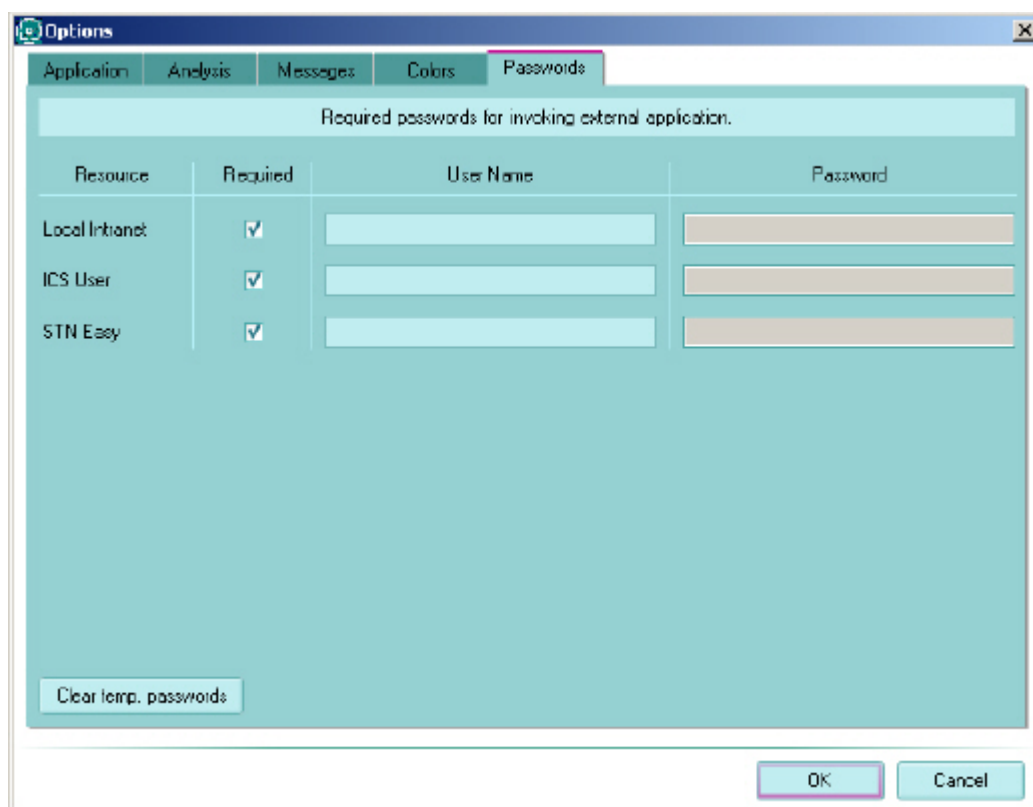 Options
Application Analysis Messages Colors Passwords
Required passwords for invoking external application.
Resource Required User Name Password
Local Intranet
ICS User
STN Easy
Clear temp. passwords
OK Cancel